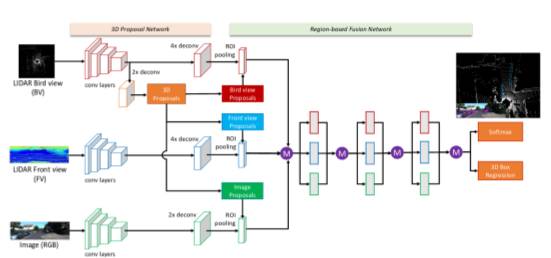 3D Proposal Network
Region-based Fusion Network
4x deconv
ROI
pooling
LIDAR Bird view
(BV)
conv layers
2x deconv
3D
Proposals
Bird view
Proposals
Front view
Proposals
4x deconv
ROI
pooling
LIDAR Front view
(FV)
conv layers
M
M
M
M
Softmax
3D Box
Regression
Image
Proposals
2x deconv
ROI
pooling
Image (RGB)
conv layers